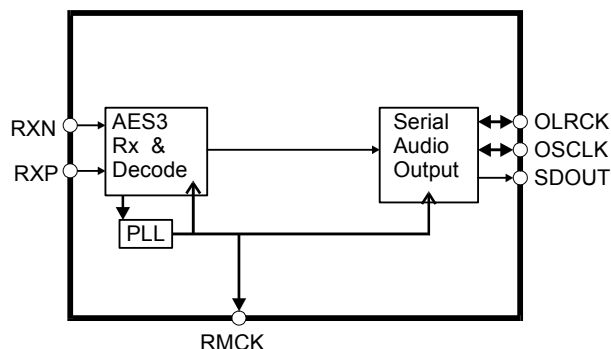 RXN
RXP
AES3
Rx &
Decode
PLL
Serial
Audio
Output
OLRCK
OSCLK
SDOUT
RMCK